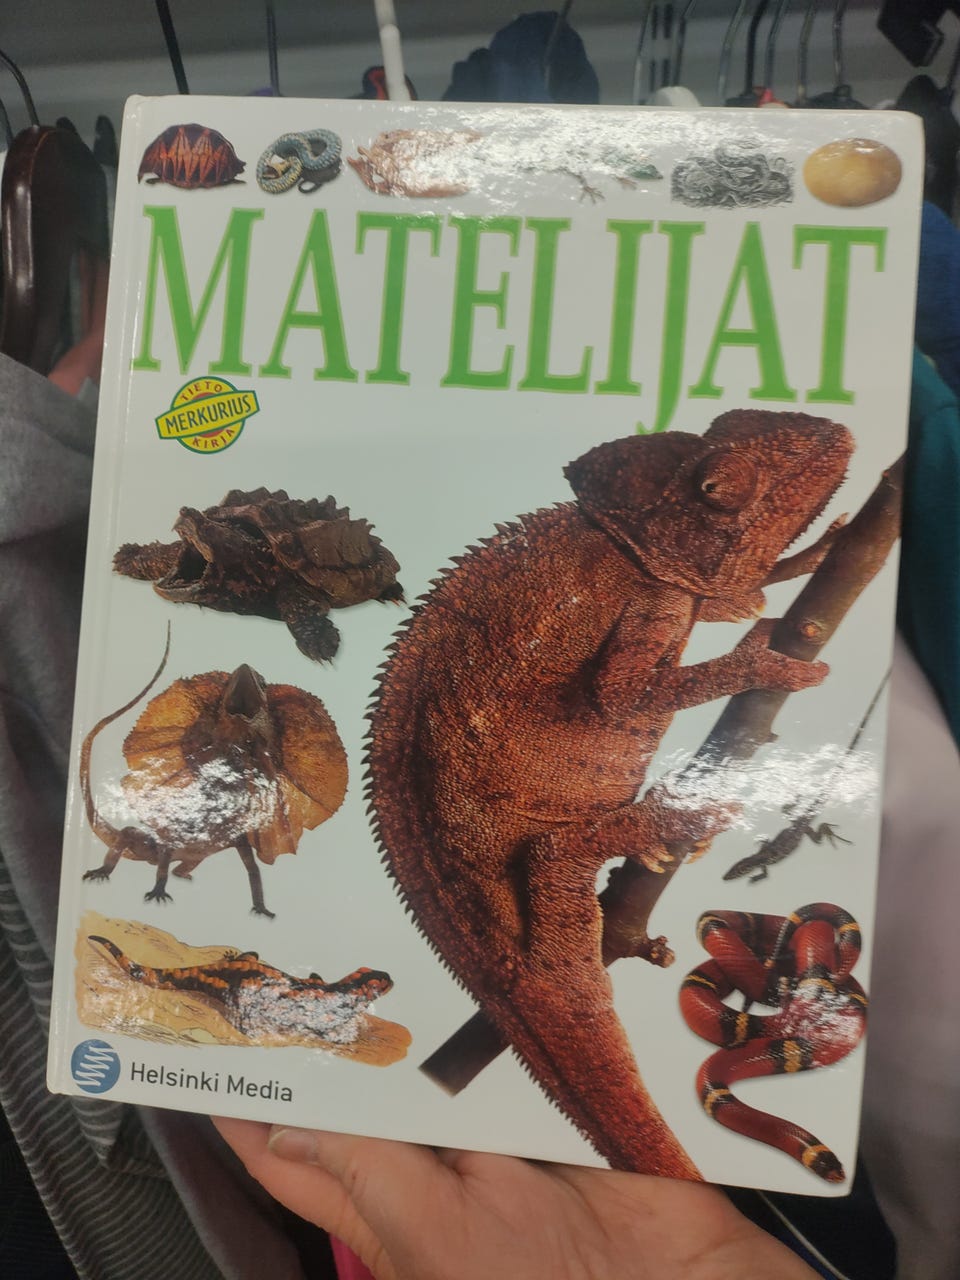 MATELIJAT
TIETO
MERKURIUS
KIRJA
Helsinki Media